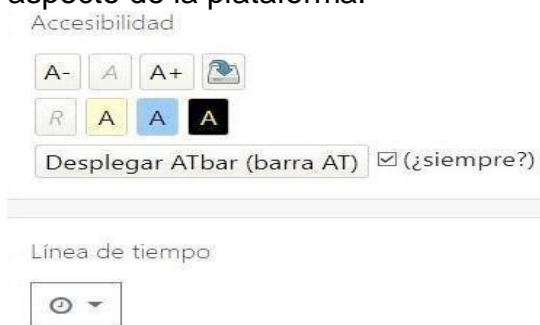 aspecto de la plataforma.
Accesibilidad
A- A A+
R A A A
Desplegar ATbar (barra AT) (¿siempre?)
Línea de tiempo